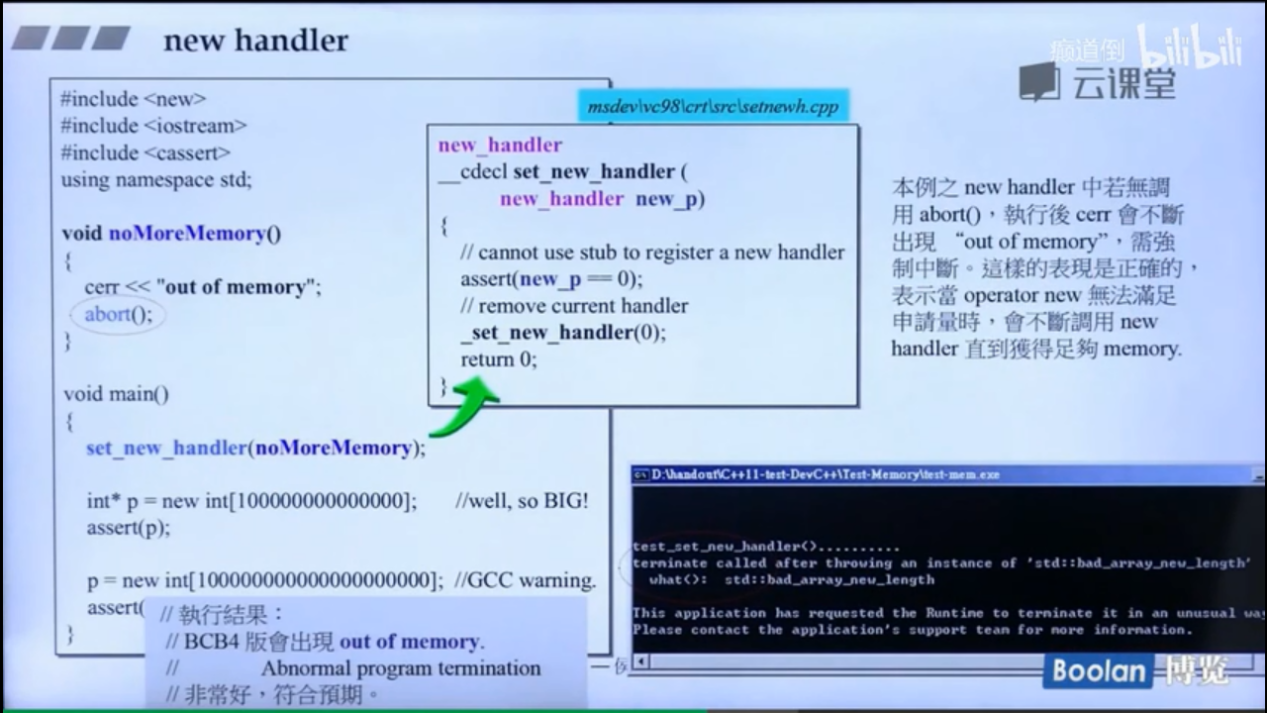 new handler
癫道倒 bilibili
云课堂
#include <new>
#include <iostream>
#include <cassert>
using namespace std;
void noMoreMemory()
{
cerr << "out of memory";
abort();
}
void main()
{
set_new_handler(noMoreMemory);
int* p = new int[100000000000000]; //well, so BIG!
assert(p);
p = new int[100000000000000000000]; //GCC warning.
assert(
}
msdev\vc98\crt\src\setnewh.cpp
new_handler
__cdecl set_new_handler (
new_handler new_p)
{
// cannot use stub to register a new handler
assert(new_p == 0);
// remove current handler
_set_new_handler(0);
return 0;
}
本例之 new handler 中若無調
用 abort()，執行後 cerr 會不斷
出現 “out of memory”，需強
制中斷。這樣的表現是正確的，
表示當 operator new 無法滿足
申請量時，會不斷調用 new
handler 直到獲得足夠 memory.
// 執行结果：
// BCB4 版會出現 out of memory.
// Abnormal program termination
// 非常好，符合預期。
D:\handout\C++11-test-DevC++\Test-Memory\test-mem.exe
test_set_new_handler()..........
terminate called after throwing an instance of 'std::bad_array_new_length'
what(): std::bad_array_new_length
This application has requested the Runtime to terminate it in an unusual way
Please contact the application's support team for more information.
Boolan 博览